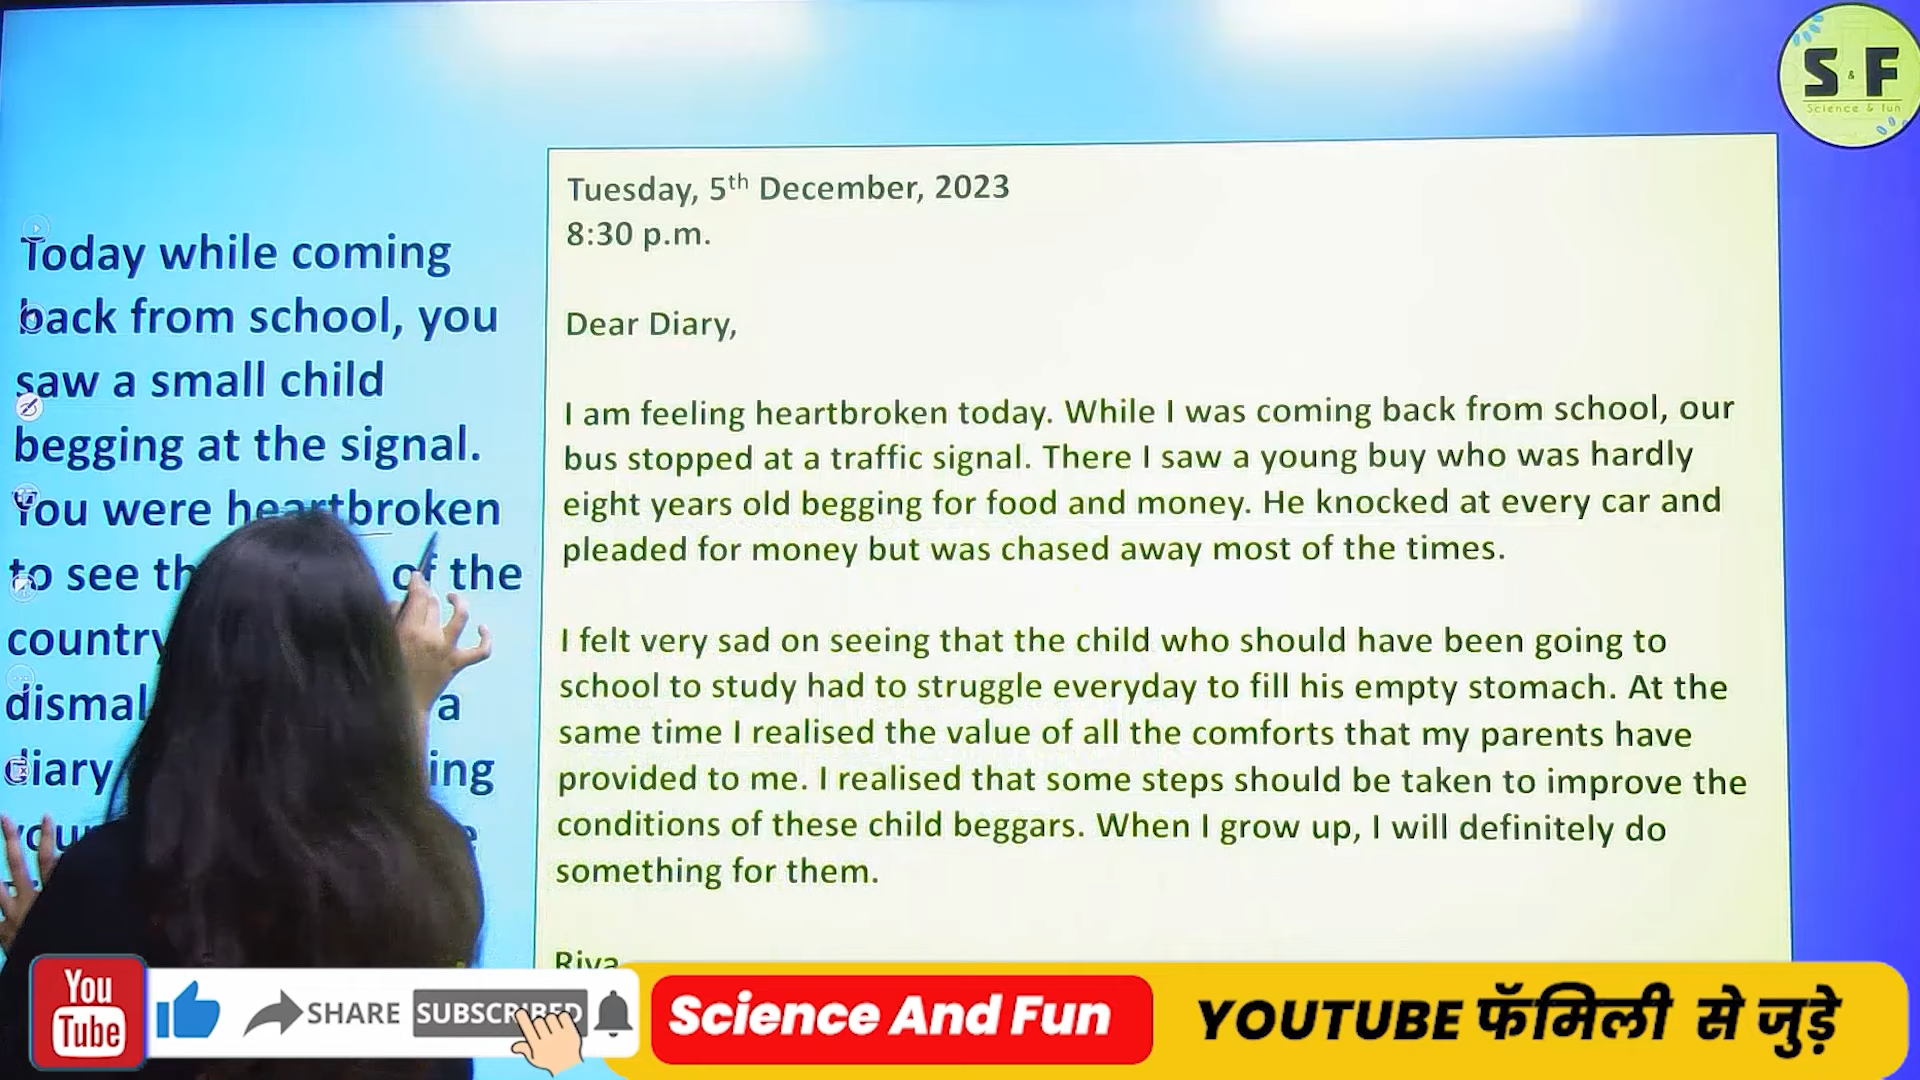 S & F
Science & fun
Today while coming
back from school, you
saw a small child
begging at the signal.
You were heartbroken
to see of the
country
dismal a
diary
Tuesday, 5th December, 2023
8:30 p.m.
Dear Diary,
I am feeling heartbroken today. While I was coming back from school, our
bus stopped at a traffic signal. There I saw a young buy who was hardly
eight years old begging for food and money. He knocked at every car and
pleaded for money but was chased away most of the times.
I felt very sad on seeing that the child who should have been going to
school to study had to struggle everyday to fill his empty stomach. At the
same time I realised the value of all the comforts that my parents have
provided to me. I realised that some steps should be taken to improve the
conditions of these child beggars. When I grow up, I will definitely do
something for them.
Riya
You
Tube
SHARE
SUBSCRIBED
Science And Fun
YOUTUBE फॅमिली से जुड़े